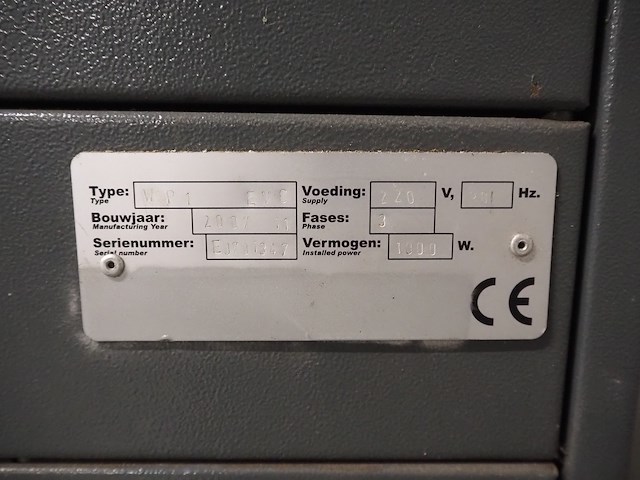 Type: Voeding: 220 V, Hz.
Type Supply
Bouwjaar: Fases: 3
Manufacturing Year Phase
Serienummer: Vermogen: 1300 W.
Serial number Installed power
CE